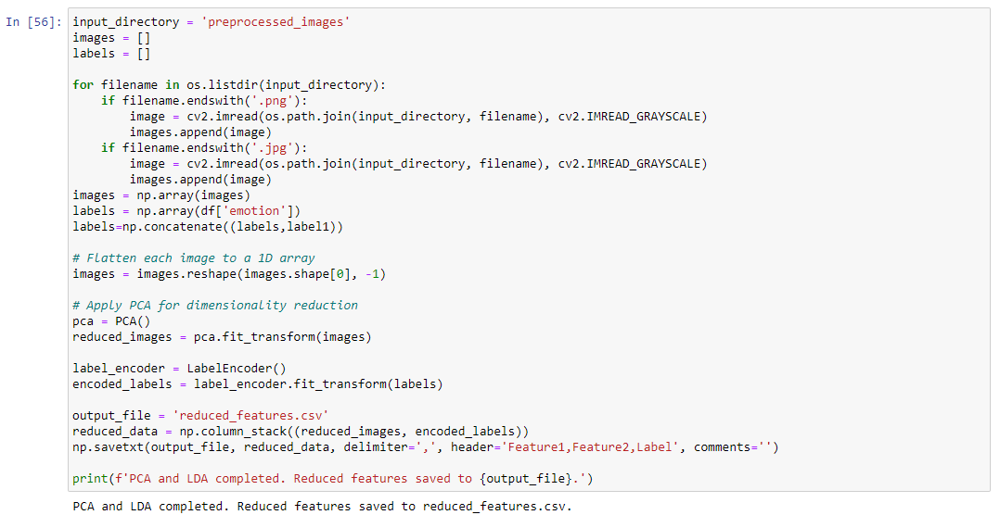 In [56]: input_directory = 'preprocessed_images'
images = []
labels = []

for filename in os.listdir(input_directory):
    if filename.endswith('.png'):
        image = cv2.imread(os.path.join(input_directory, filename), cv2.IMREAD_GRAYSCALE)
        images.append(image)
    if filename.endswith('.jpg'):
        image = cv2.imread(os.path.join(input_directory, filename), cv2.IMREAD_GRAYSCALE)
        images.append(image)
images = np.array(images)
labels = np.array(df['emotion'])
labels=np.concatenate((labels,label1))

# Flatten each image to a 1D array
images = images.reshape(images.shape[0], -1)

# Apply PCA for dimensionality reduction
pca = PCA()
reduced_images = pca.fit_transform(images)

label_encoder = LabelEncoder()
encoded_labels = label_encoder.fit_transform(labels)

output_file = 'reduced_features.csv'
reduced_data = np.column_stack((reduced_images, encoded_labels))
np.savetxt(output_file, reduced_data, delimiter=',', header='Feature1,Feature2,Label', comments='')

print(f'PCA and LDA completed. Reduced features saved to {output_file}.')

PCA and LDA completed. Reduced features saved to reduced_features.csv.